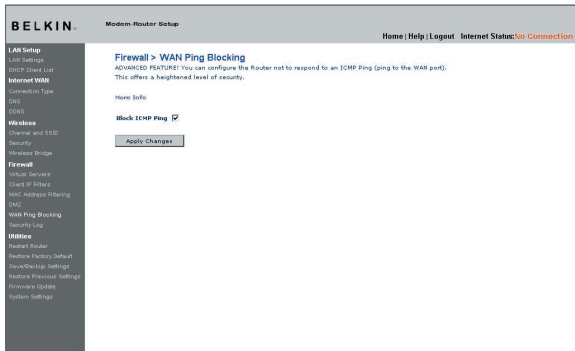 BELKIN®
Modem-Router Setup
Home | Help | Logout Internet Status:No Connection
LAN Setup
LAN Settings
DHCP Client List
Internet WAN
Connection Type
DNS
DDNS
Wireless
Channel and SSID
Security
Wireless Bridge
Firewall
Virtual Servers
Client IP Filters
MAC Address Filtering
DMZ
WAN Ping Blocking
Security Log
Utilities
Restart Router
Restore Factory Default
Save/Backup Settings
Restore Previous Settings
Firmware Update
System Settings
Firewall > WAN Ping Blocking
ADVANCED FEATURE! You can configure the Router not to respond to an ICMP Ping (ping to the WAN port).
This offers a heightened level of security.
More Info
Block ICMP Ping
Apply Changes